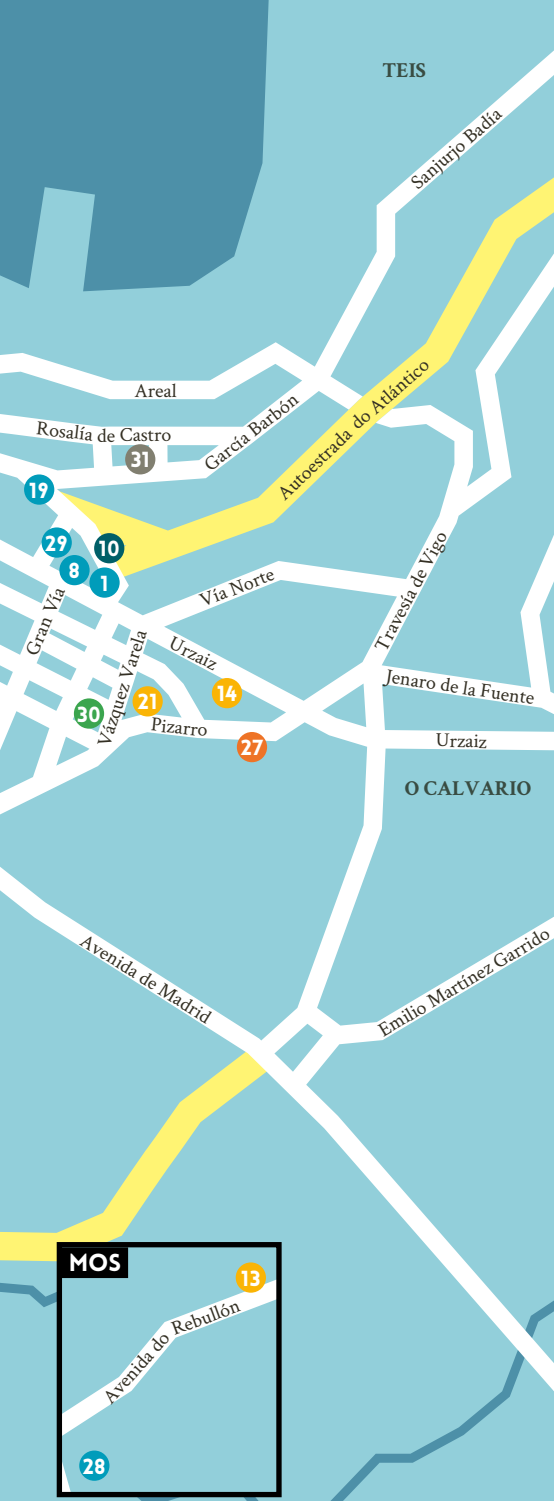 TEIS
Sanjurjo Badía
Autoestrada do Atlántico
Areal
Rosalía de Castro
García Barbón
31
19
29
10
8
1
Vía Norte
Travesía de Vigo
Gran Vía
Vázquez Varela
Urzaiz
Jenaro de la Fuente
14
21
30
Pizarro
27
Urzaiz
O CALVARIO
Avenida de Madrid
Emilio Martínez Garrido
MOS
13
Avenida do Rebullón
28